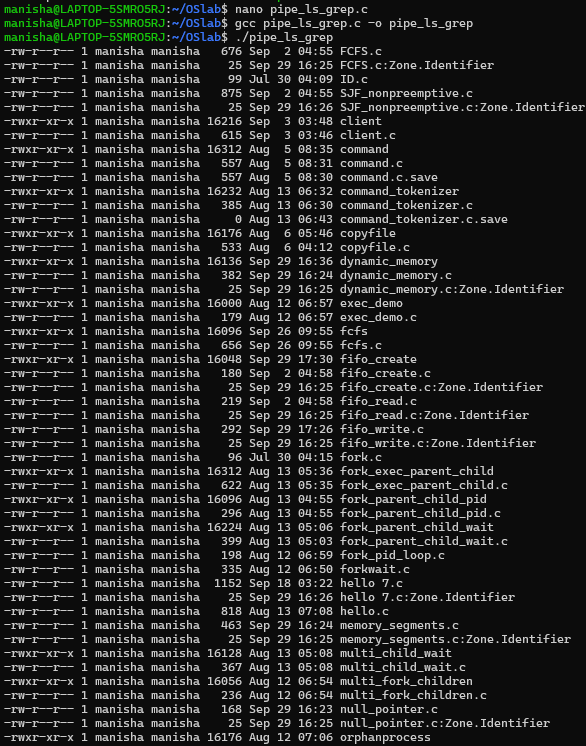 manisha@LAPTOP-5SMRO5RJ:~/OSlab$ nano pipe_ls_grep.c
manisha@LAPTOP-5SMRO5RJ:~/OSlab$ gcc pipe_ls_grep.c -o pipe_ls_grep
manisha@LAPTOP-5SMRO5RJ:~/OSlab$ ./pipe_ls_grep
-rw-r--r-- 1 manisha manisha   676 Sep  2 04:55 FCFS.c
-rw-r--r-- 1 manisha manisha    25 Sep 29 16:25 FCFS.c:Zone.Identifier
-rw-r--r-- 1 manisha manisha    99 Jul 30 04:09 ID.c
-rw-r--r-- 1 manisha manisha   875 Sep  2 04:55 SJF_nonpreemptive.c
-rw-r--r-- 1 manisha manisha    25 Sep 29 16:26 SJF_nonpreemptive.c:Zone.Identifier
-rwxr-xr-x 1 manisha manisha 16216 Sep  3 03:48 client
-rw-r--r-- 1 manisha manisha   615 Sep  3 03:46 client.c
-rwxr-xr-x 1 manisha manisha 16312 Aug  5 08:35 command
-rw-r--r-- 1 manisha manisha   557 Aug  5 08:31 command.c
-rw-r--r-- 1 manisha manisha   557 Aug  5 08:30 command.c.save
-rwxr-xr-x 1 manisha manisha 16232 Aug 13 06:32 command_tokenizer
-rw-r--r-- 1 manisha manisha   385 Aug 13 06:30 command_tokenizer.c
-rw-r--r-- 1 manisha manisha     0 Aug 13 06:43 command_tokenizer.c.save
-rwxr-xr-x 1 manisha manisha 16176 Aug  6 05:46 copyfile
-rw-r--r-- 1 manisha manisha   533 Aug  6 04:12 copyfile.c
-rwxr-xr-x 1 manisha manisha 16136 Sep 29 16:36 dynamic_memory
-rw-r--r-- 1 manisha manisha   382 Sep 29 16:24 dynamic_memory.c
-rw-r--r-- 1 manisha manisha    25 Sep 29 16:25 dynamic_memory.c:Zone.Identifier
-rwxr-xr-x 1 manisha manisha 16000 Aug 12 06:57 exec_demo
-rw-r--r-- 1 manisha manisha   179 Aug 12 06:57 exec_demo.c
-rwxr-xr-x 1 manisha manisha 16096 Sep 26 09:55 fcfs
-rw-r--r-- 1 manisha manisha   656 Sep 26 09:55 fcfs.c
-rwxr-xr-x 1 manisha manisha 16048 Sep 29 17:30 fifo_create
-rw-r--r-- 1 manisha manisha   180 Sep  2 04:58 fifo_create.c
-rw-r--r-- 1 manisha manisha    25 Sep 29 16:25 fifo_create.c:Zone.Identifier
-rw-r--r-- 1 manisha manisha   219 Sep  2 04:58 fifo_read.c
-rw-r--r-- 1 manisha manisha    25 Sep 29 16:25 fifo_read.c:Zone.Identifier
-rw-r--r-- 1 manisha manisha   292 Sep 29 17:26 fifo_write.c
-rw-r--r-- 1 manisha manisha    25 Sep 29 16:25 fifo_write.c:Zone.Identifier
-rw-r--r-- 1 manisha manisha    96 Jul 30 04:15 fork.c
-rwxr-xr-x 1 manisha manisha 16312 Aug 13 05:36 fork_exec_parent_child
-rw-r--r-- 1 manisha manisha   622 Aug 13 05:35 fork_exec_parent_child.c
-rwxr-xr-x 1 manisha manisha 16096 Aug 13 04:55 fork_parent_child_pid
-rw-r--r-- 1 manisha manisha   296 Aug 13 04:55 fork_parent_child_pid.c
-rwxr-xr-x 1 manisha manisha 16224 Aug 13 05:06 fork_parent_child_wait
-rw-r--r-- 1 manisha manisha   399 Aug 13 05:03 fork_parent_child_wait.c
-rw-r--r-- 1 manisha manisha   198 Aug 12 06:59 fork_pid_loop.c
-rw-r--r-- 1 manisha manisha   335 Aug 12 06:50 forkwait.c
-rw-r--r-- 1 manisha manisha  1152 Sep 18 03:22 hello 7.c
-rw-r--r-- 1 manisha manisha    25 Sep 29 16:26 hello 7.c:Zone.Identifier
-rw-r--r-- 1 manisha manisha   818 Aug 13 07:08 hello.c
-rw-r--r-- 1 manisha manisha   463 Sep 29 16:24 memory_segments.c
-rw-r--r-- 1 manisha manisha    25 Sep 29 16:25 memory_segments.c:Zone.Identifier
-rwxr-xr-x 1 manisha manisha 16128 Aug 13 05:08 multi_child_wait
-rw-r--r-- 1 manisha manisha   367 Aug 13 05:08 multi_child_wait.c
-rwxr-xr-x 1 manisha manisha 16056 Aug 12 06:54 multi_fork_children
-rw-r--r-- 1 manisha manisha   236 Aug 12 06:54 multi_fork_children.c
-rw-r--r-- 1 manisha manisha   168 Sep 29 16:23 null_pointer.c
-rw-r--r-- 1 manisha manisha    25 Sep 29 16:25 null_pointer.c:Zone.Identifier
-rwxr-xr-x 1 manisha manisha 16176 Aug 12 07:06 orphanprocess